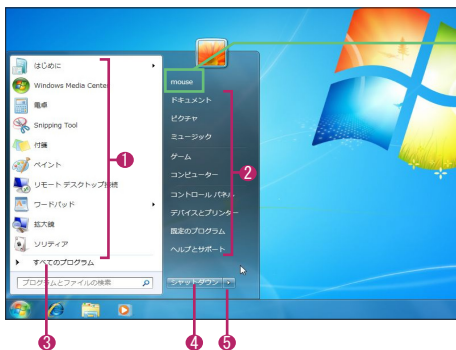 はじめに
Windows Media Center
電卓
Snipping Tool
付箋
ペイント
リモート デスクトップ接続
ワードパッド
拡大鏡
ソリティア
すべてのプログラム
プログラムとファイルの検索
mouse
ドキュメント
ピクチャ
ミュージック
ゲーム
コンピューター
コントロール パネル
デバイスとプリンター
既定のプログラム
ヘルプとサポート
シャットダウン
1
2
3
4
5